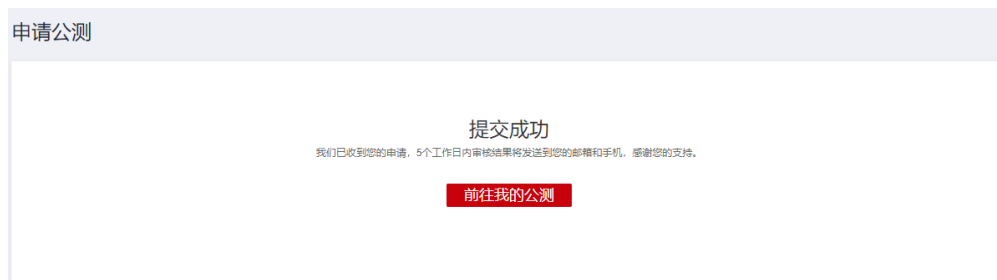 申请公测
提交成功
我们已收到您的申请，5个工作日内审核结果将发送到您的邮箱和手机，感谢您的支持。
前往我的公测